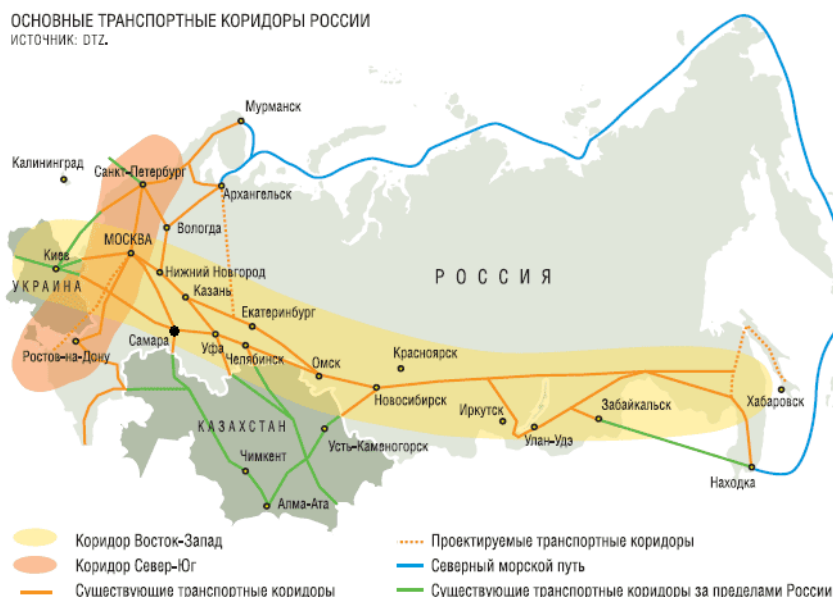 ОСНОВНЫЕ ТРАНСПОРТНЫЕ КОРИДОРЫ РОССИИ
ИСТОЧНИК: DTZ.
Мурманск
Калининград
Санкт-Петербург
Архангельск
Вологда
МОСКВА
Киев
Нижний Новгород
РОССИЯ
УКРАИНА
Казань
Екатеринбург
Самара
Уфа
Ростов-на-Дону
Челябинск
Омск
Красноярск
Новосибирск
Хабаровск
Иркутск
Забайкальск
КАЗАХСТАН
Усть-Каменогорск
Улан-Удэ
Чимкент
Находка
Алма-Ата
Коридор Восток-Запад
Проектируемые транспортные коридоры
Коридор Север-Юг
Северный морской путь
Существующие транспортные коридоры
Существующие транспортные коридоры за пределами России